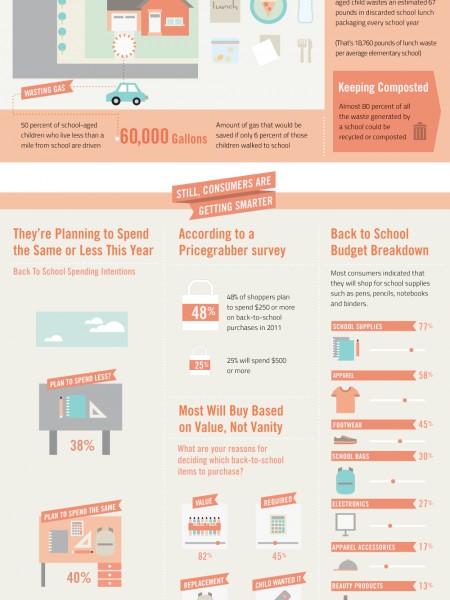 lunch
aged child wastes an estimated 67
pounds in discarded school lunch
packaging every school year
(That's 18,760 pounds of lunch waste
per average elementary school)
Keeping Composted
Almost 80 percent of all
the waste generated by
a school could be
recycled or composted
WASTING GAS
50 percent of school-aged
children who live less than a
mile from school are driven
60,000 Gallons
Amount of gas that would be
saved if only 6 percent of those
children walked to school
STILL, CONSUMERS ARE
GETTING SMARTER
They're Planning to Spend
the Same or Less This Year
Back To School Spending Intentions
PLAN TO SPEND LESS?
38%
PLAN TO SPEND THE SAME
40%
According to a
Pricegrabber survey
48%
48% of shoppers plan
to spend $250 or more
on back-to-school
purchases in 2011
25%
25% will spend $500
or more
Most Will Buy Based
on Value, Not Vanity
What are your reasons for
deciding which back-to-school
items to purchase?
VALUE
82%
REQUIRED
45%
REPLACEMENT
CHILD WANTED IT
Back to School
Budget Breakdown
Most consumers indicated that
they will shop for school supplies
such as pens, pencils, notebooks
and binders.
SCHOOL SUPPLIES 77%
APPAREL 58%
FOOTWEAR 45%
SCHOOL BAGS 30%
ELECTRONICS 27%
APPAREL ACCESSORIES 17%
BEAUTY PRODUCTS 13%